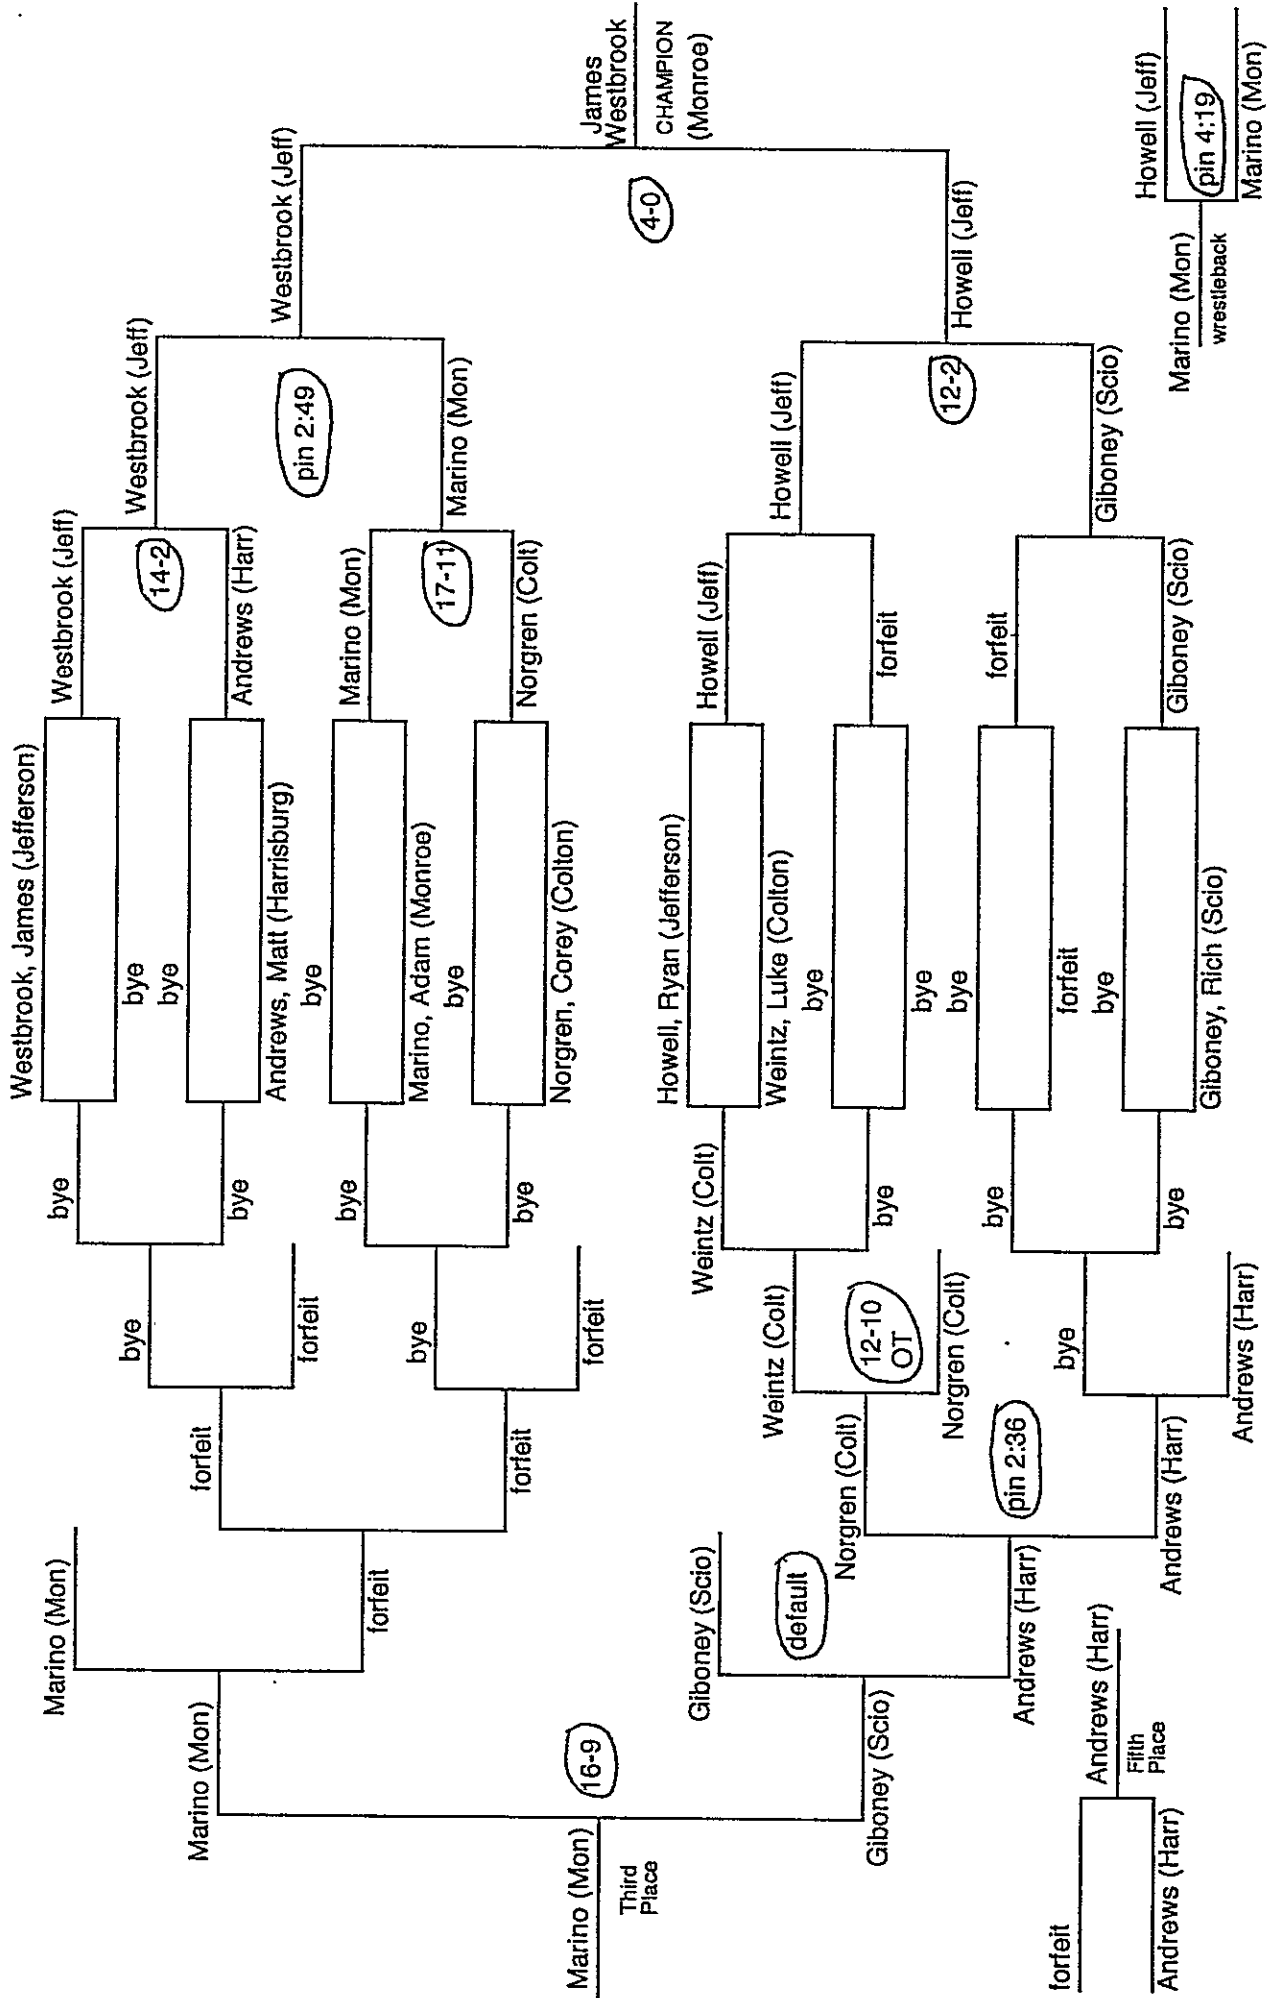 Westbrook, James (Jefferson)
bye
bye
Andrews, Matt (Harrisburg)
bye
Marino, Adam (Monroe)
bye
Norgren, Corey (Colton)
Howell, Ryan (Jefferson)
Weintz, Luke (Colton)
bye
bye
bye
forfeit
bye
Giboney, Rich (Scio)
Westbrook (Jeff)
14-2
Andrews (Harr)
Marino (Mon)
17-11
Norgren (Colt)
Howell (Jeff)
forfeit
forfeit
Giboney (Scio)
Westbrook (Jeff)
pin 2:49
Marino (Mon)
Howell (Jeff)
12-2
Giboney (Scio)
Westbrook (Jeff)
4-0
Howell (Jeff)
James
Westbrook
CHAMPION
(Monroe)
Howell (Jeff)
pin 4:19
Marino (Mon)
Marino (Mon)
wrestleback
bye
bye
bye
bye
Weintz (Colt)
bye
bye
bye
bye
forfeit
bye
forfeit
Weintz (Colt)
12-10
OT
Norgren (Colt)
bye
Andrews (Harr)
forfeit
forfeit
Norgren (Colt)
pin 2:36
Andrews (Harr)
Marino (Mon)
forfeit
Giboney (Scio)
default
Andrews (Harr)
Marino (Mon)
16-9
Giboney (Scio)
Marino (Mon)
Third
Place
forfeit
Andrews (Harr)
Andrews (Harr)
Fifth
Place